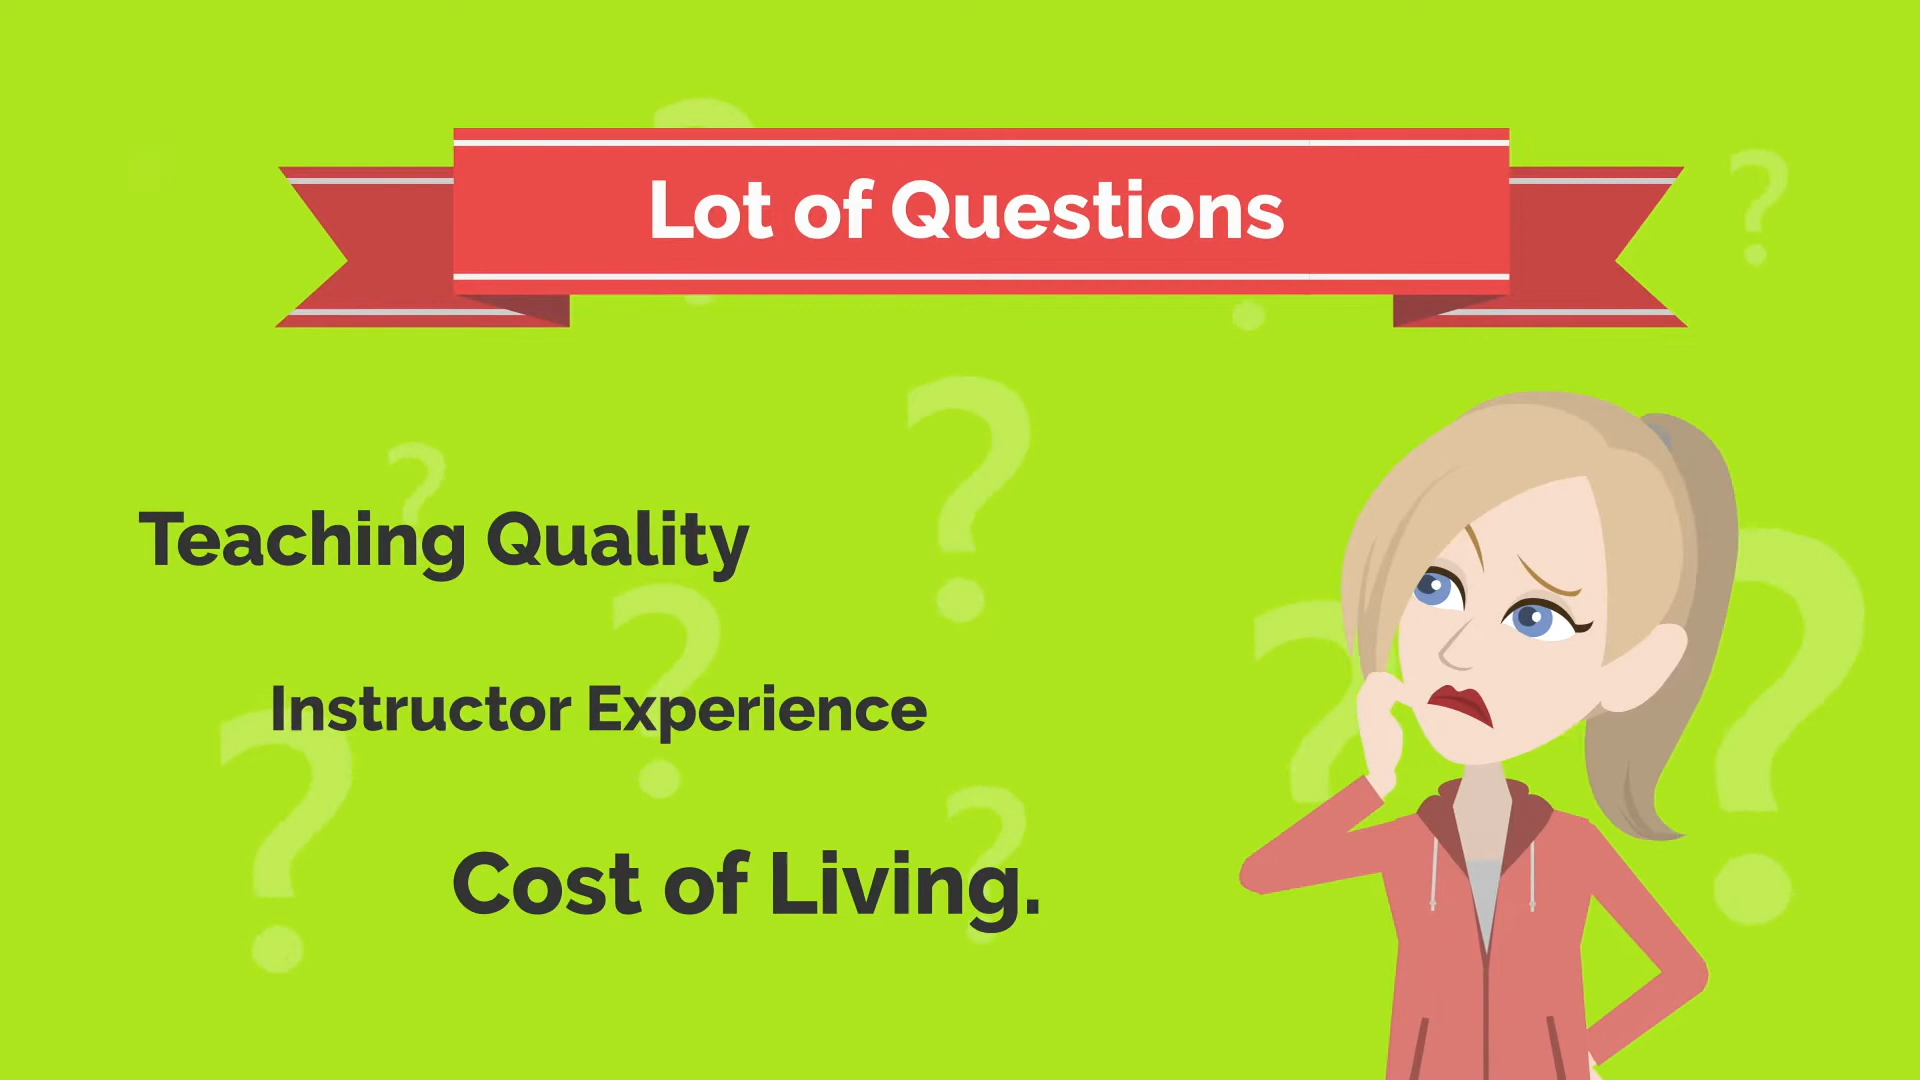 Lot of Questions
Teaching Quality
Instructor Experience
Cost of Living.